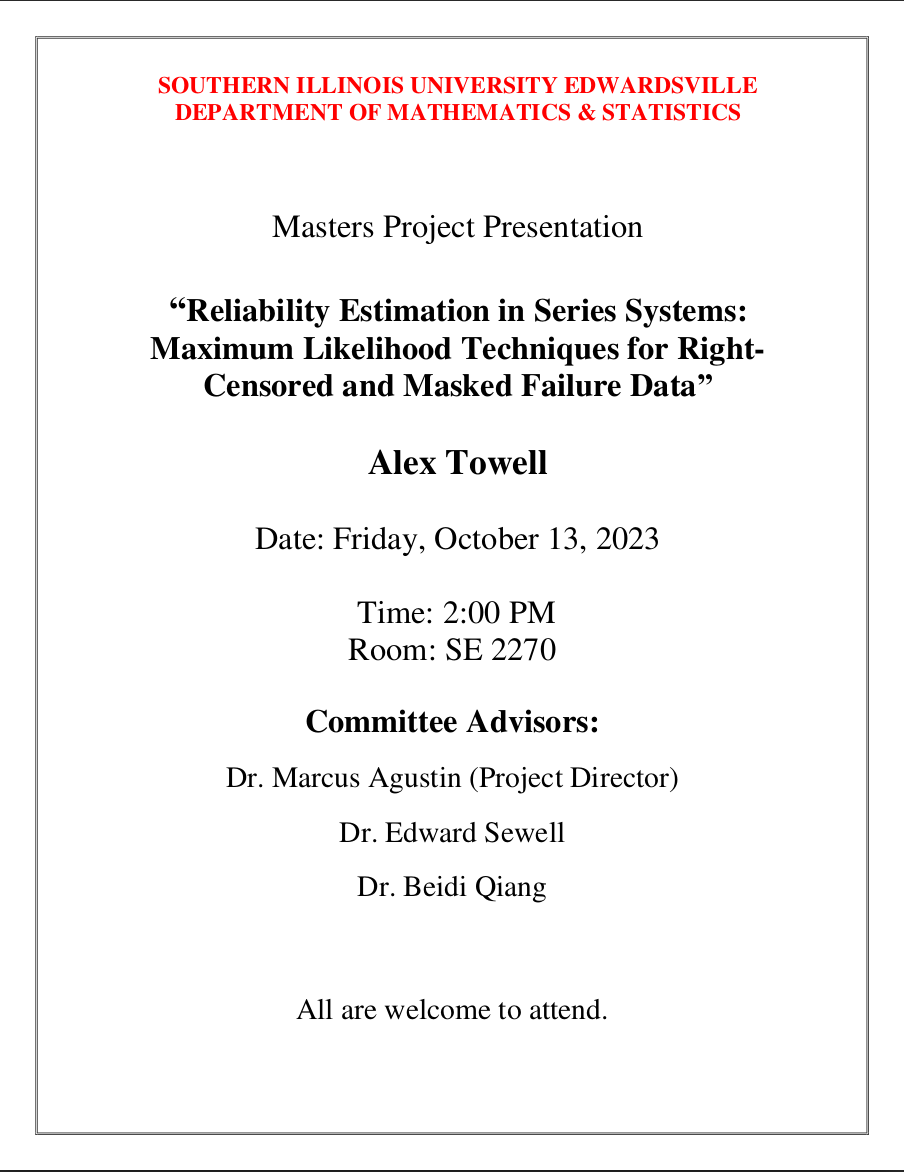 SOUTHERN ILLINOIS UNIVERSITY EDWARDSVILLE
DEPARTMENT OF MATHEMATICS & STATISTICS
Masters Project Presentation
“Reliability Estimation in Series Systems:
Maximum Likelihood Techniques for Right-
Censored and Masked Failure Data”
Alex Towell
Date: Friday, October 13, 2023
Time: 2:00 PM
Room: SE 2270
Committee Advisors:
Dr. Marcus Agustin (Project Director)
Dr. Edward Sewell
Dr. Beidi Qiang
All are welcome to attend.